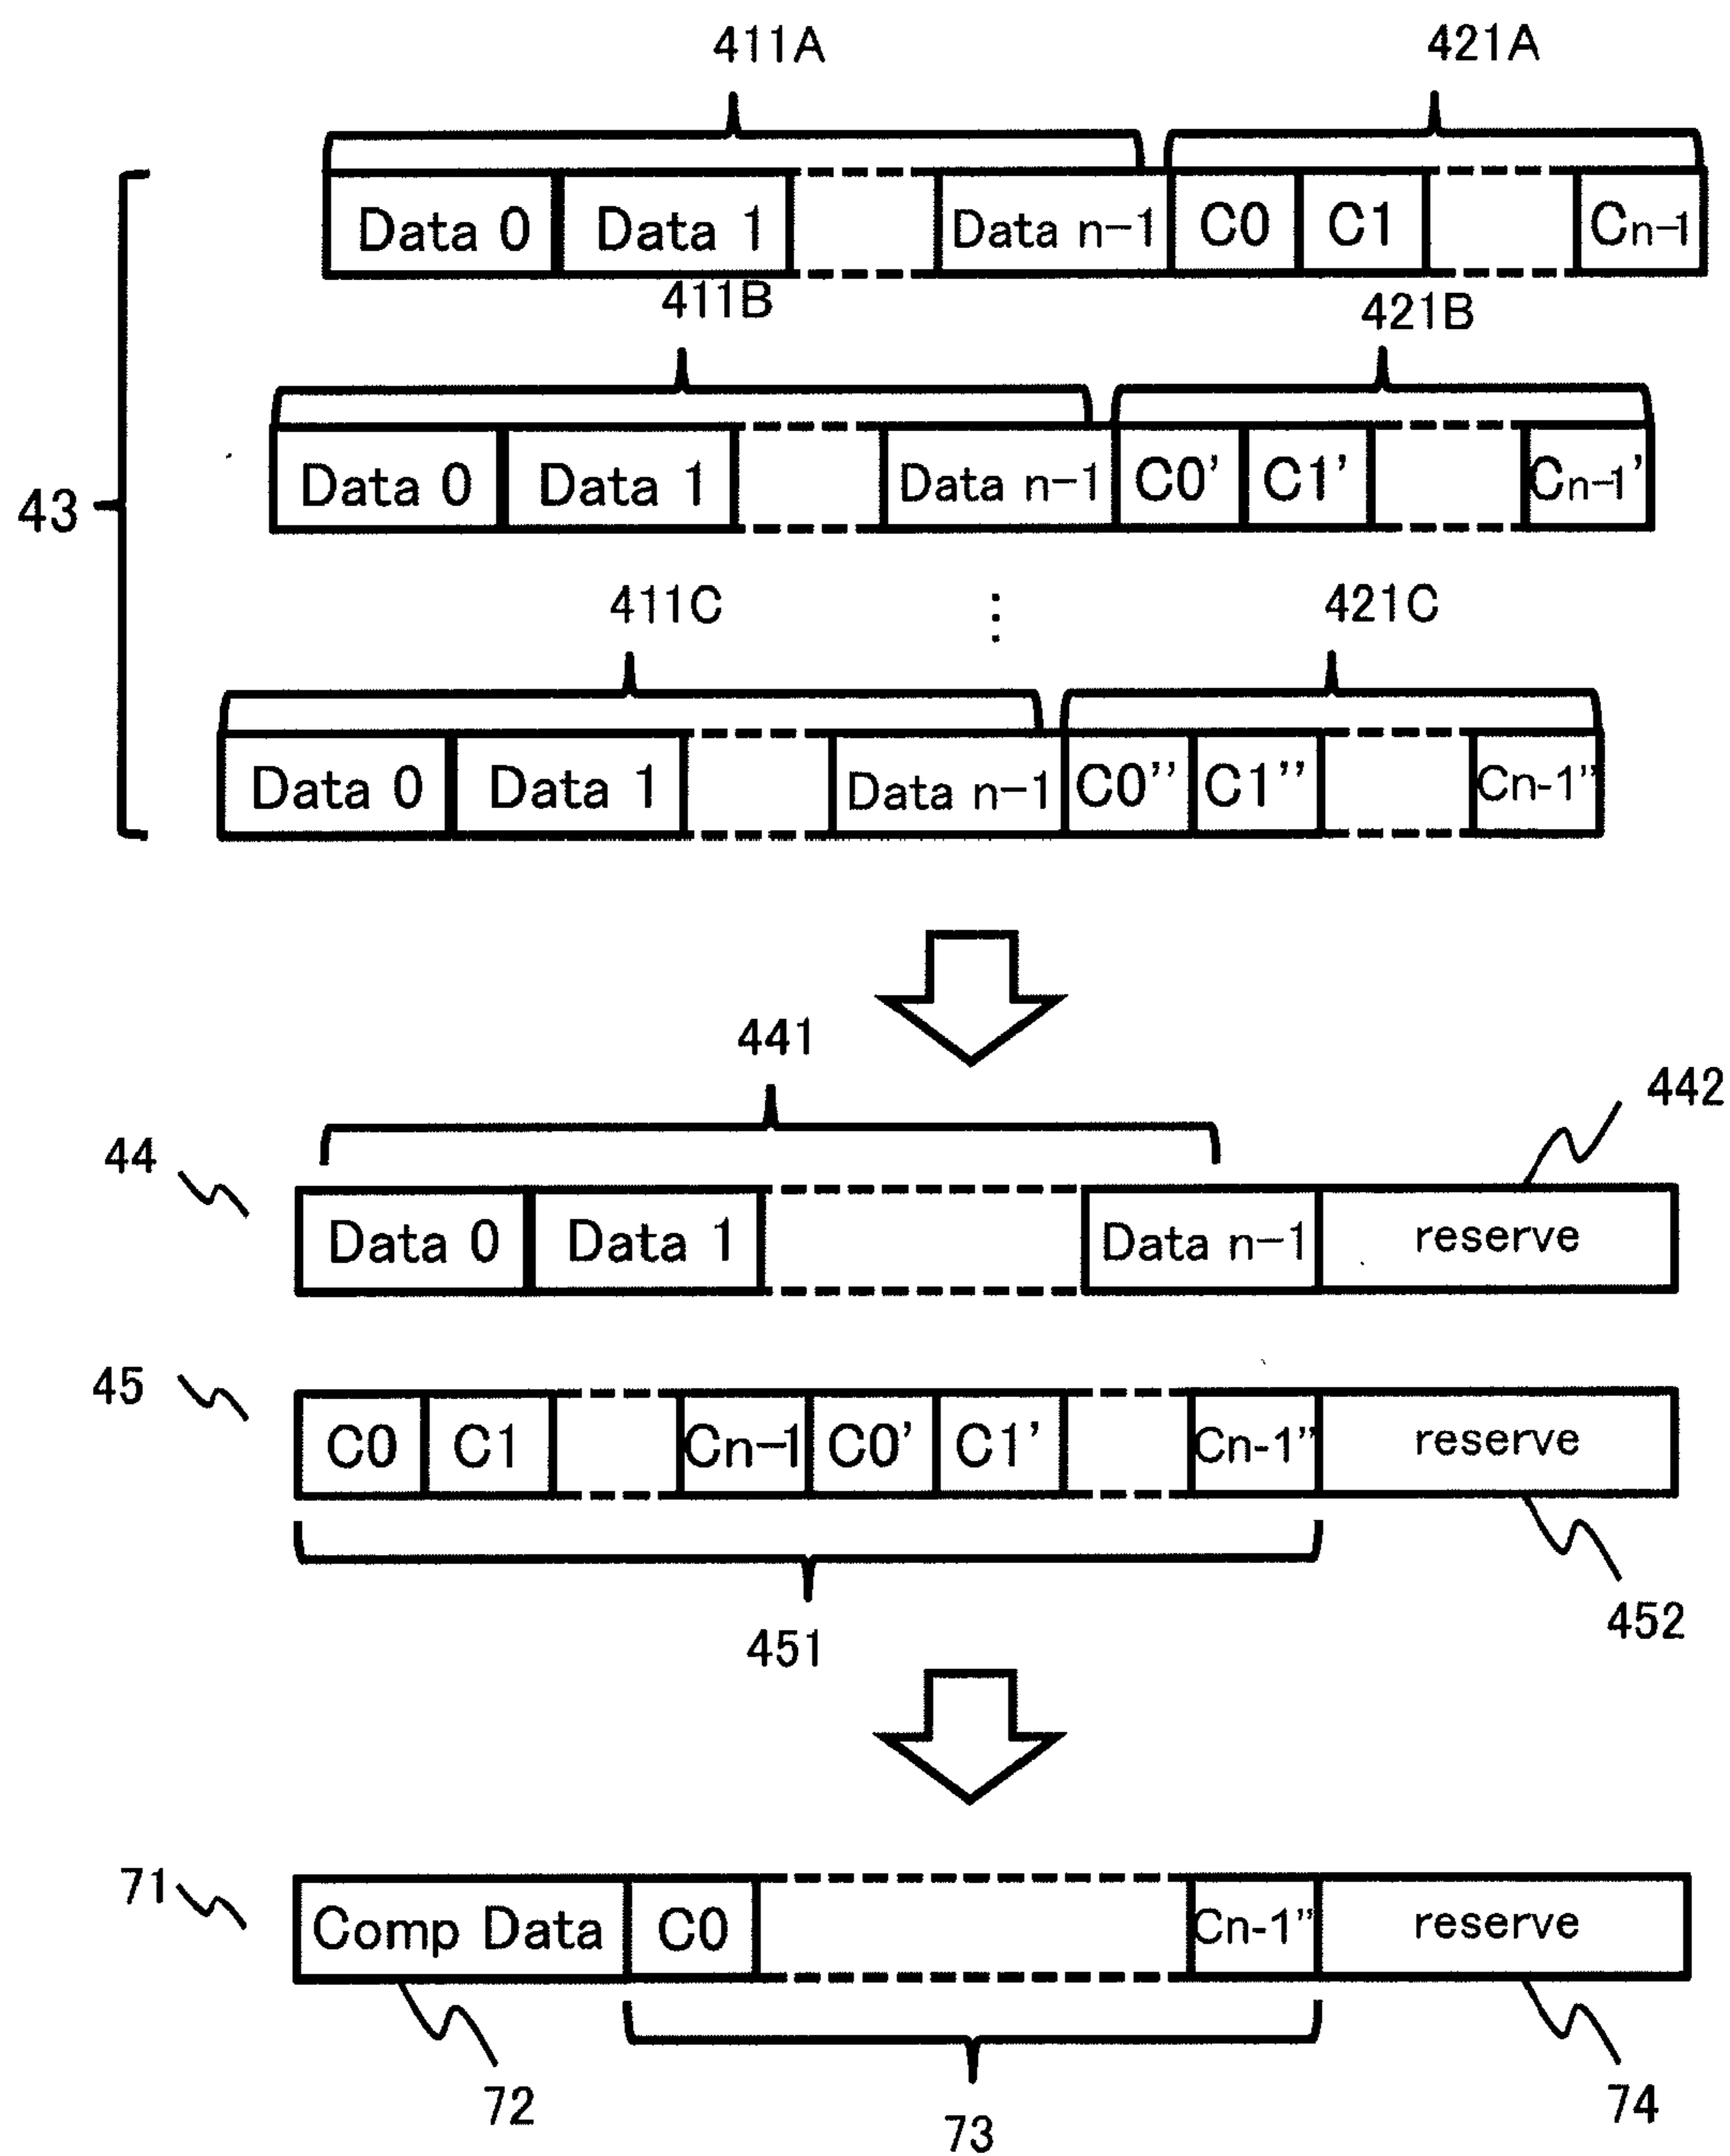 411A 421A
Data 0 Data 1 Data n-1 C0 C1 Cn-1
411B 421B
43
Data 0 Data 1 Data n-1 C0' C1' Cn-1'
411C ⋮ 421C
Data 0 Data 1 Data n-1 C0'' C1'' Cn-1''
441 442
44
Data 0 Data 1 Data n-1 reserve
45
C0 C1 Cn-1 C0' C1' Cn-1'' reserve
451 452
71
Comp Data C0 Cn-1'' reserve
72 73 74